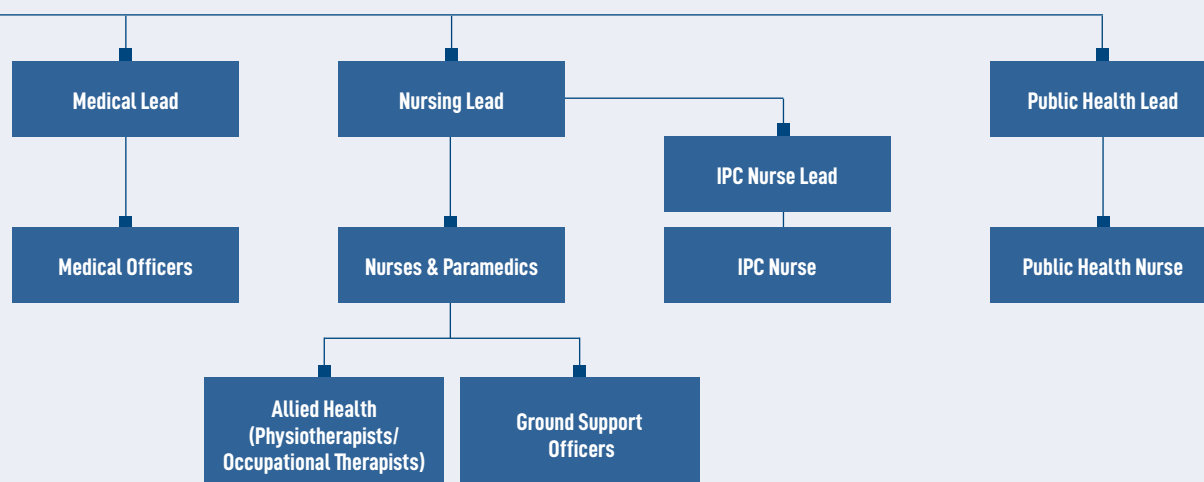 Medical Lead
Nursing Lead
Public Health Lead
IPC Nurse Lead
Medical Officers
Nurses & Paramedics
IPC Nurse
Public Health Nurse
Allied Health
(Physiotherapists/
Occupational Therapists)
Ground Support
Officers